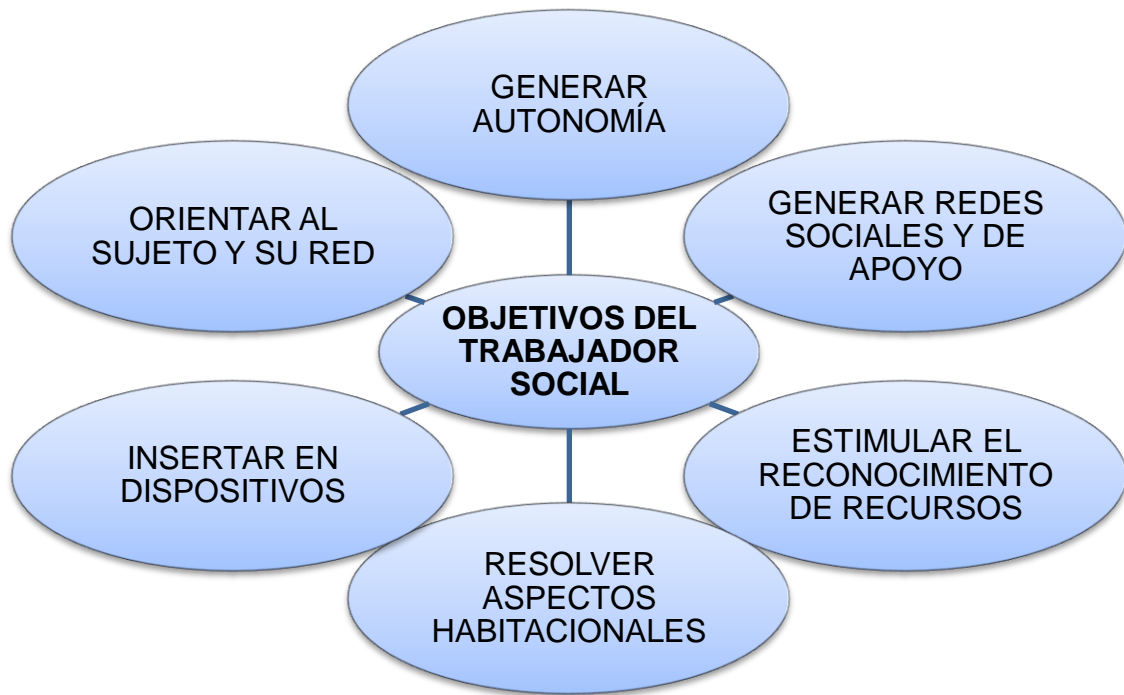 GENERAR
AUTONOMÍA
GENERAR REDES
SOCIALES Y DE
APOYO
ESTIMULAR EL
RECONOCIMIENTO
DE RECURSOS
RESOLVER
ASPECTOS
HABITACIONALES
INSERTAR EN
DISPOSITIVOS
ORIENTAR AL
SUJETO Y SU RED
OBJETIVOS DEL
TRABAJADOR
SOCIAL